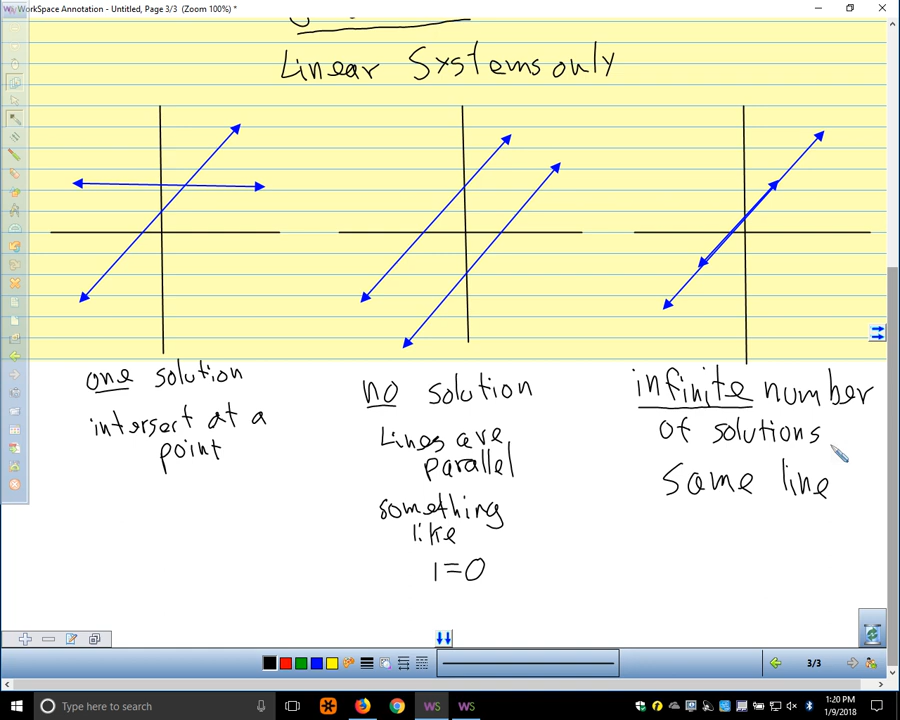 WorkSpace Annotation - Untitled, Page 3/3 (Zoom 100%) *
Linear Systems only
one solution
intersect at a
point
no solution
Lines are
parallel
something
like
1=0
infinite number
of solutions
Same line
3/3
Type here to search
WS
WS
1:20 PM
1/9/2018